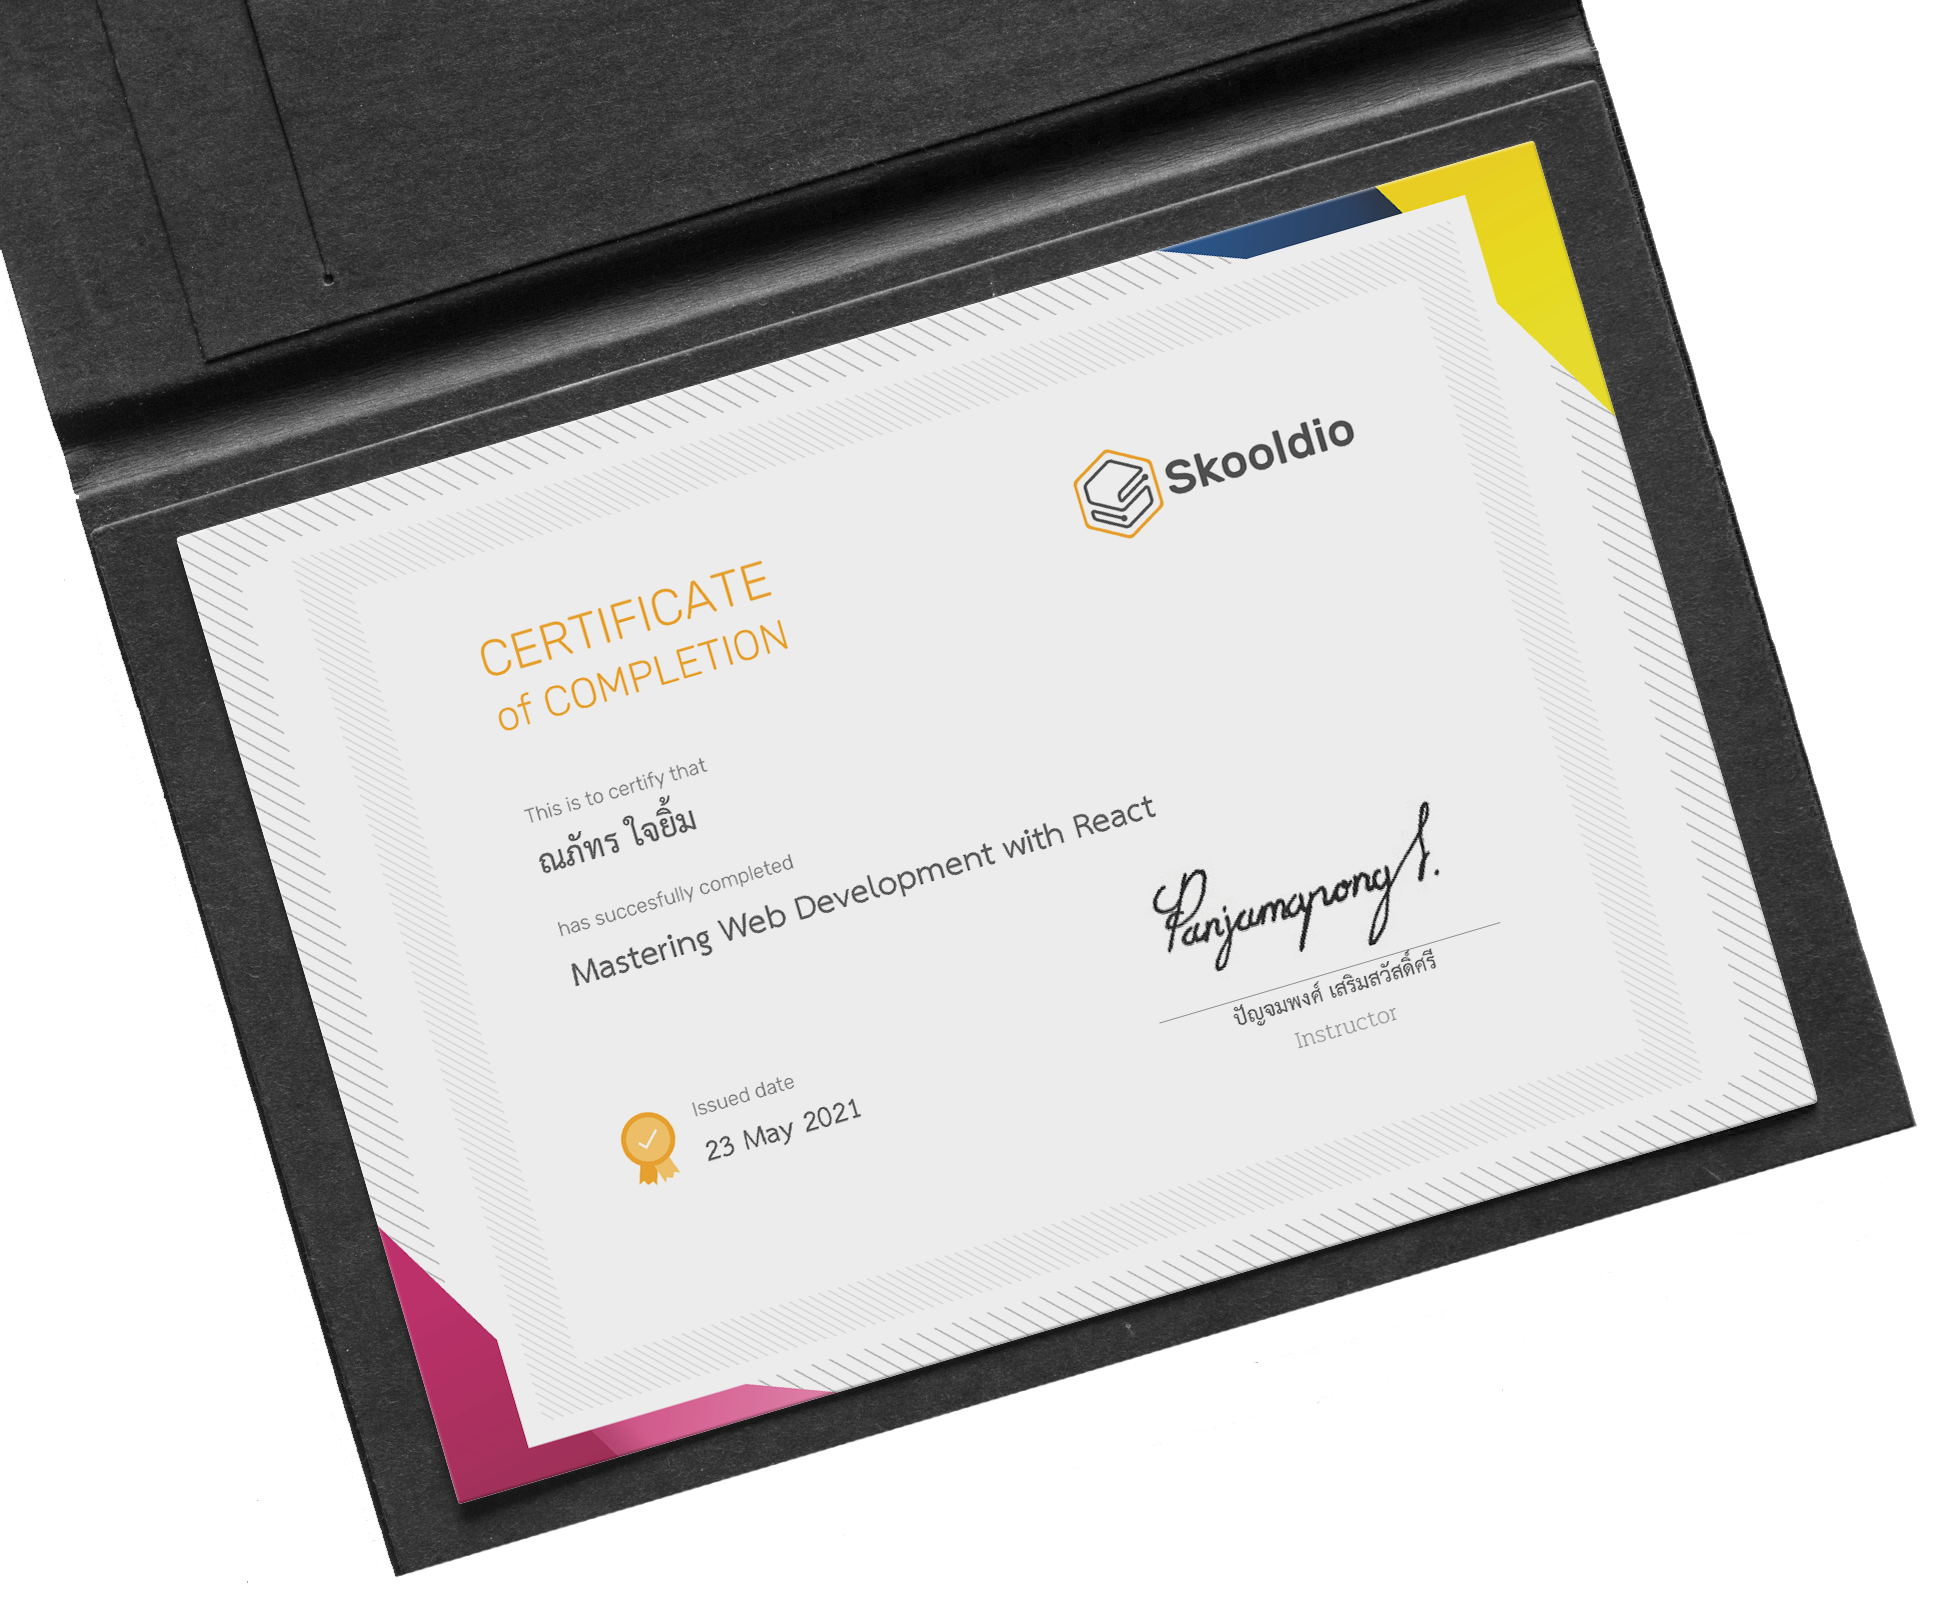 Skooldio
CERTIFICATE
of COMPLETION
This is to certify that
ณภัทร ใจยิ้ม
has succesfully completed
Mastering Web Development with React
Panjamapong S.
ปัญจมพงศ์ เสริมสวัสดิ์ศรี
Instructor
Issued date
23 May 2021